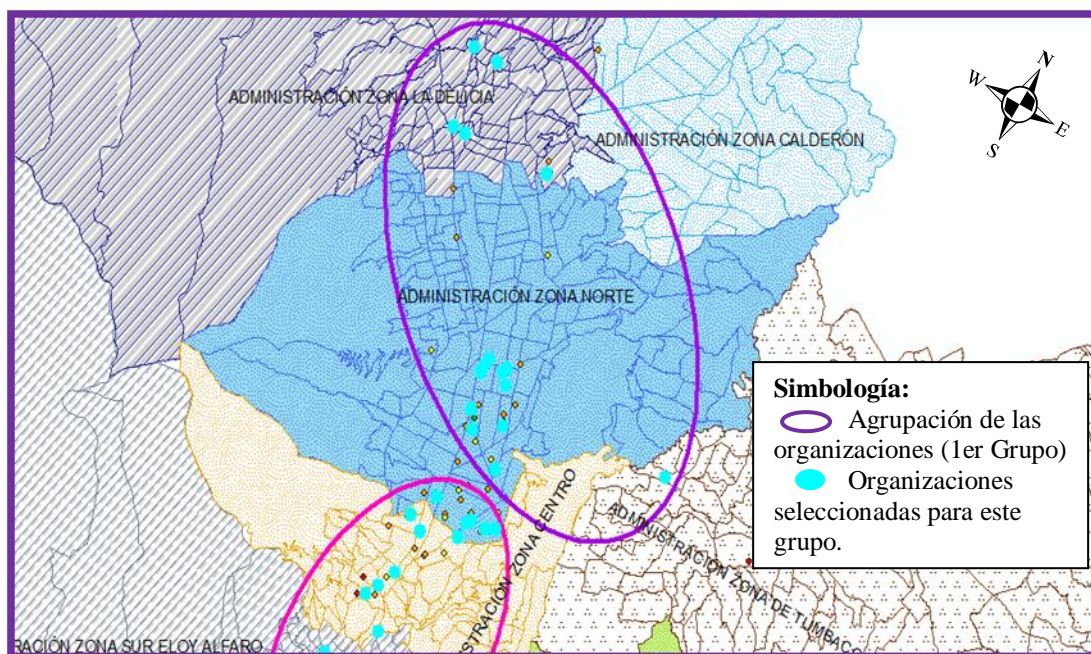 ADMINISTRACIÓN ZONA LA DELICIA
N
W
E
S
ADMINISTRACIÓN ZONA CALDERÓN
ADMINISTRACIÓN ZONA NORTE
Simbología:
Agrupación de las
organizaciones (1er Grupo)
Organizaciones
seleccionadas para este
grupo.
ISTRACIÓN ZONA CENTRO
ADMINISTRACIÓN ZONA DE TUMBACO
RACIÓN ZONA SUR ELOY ALFARO